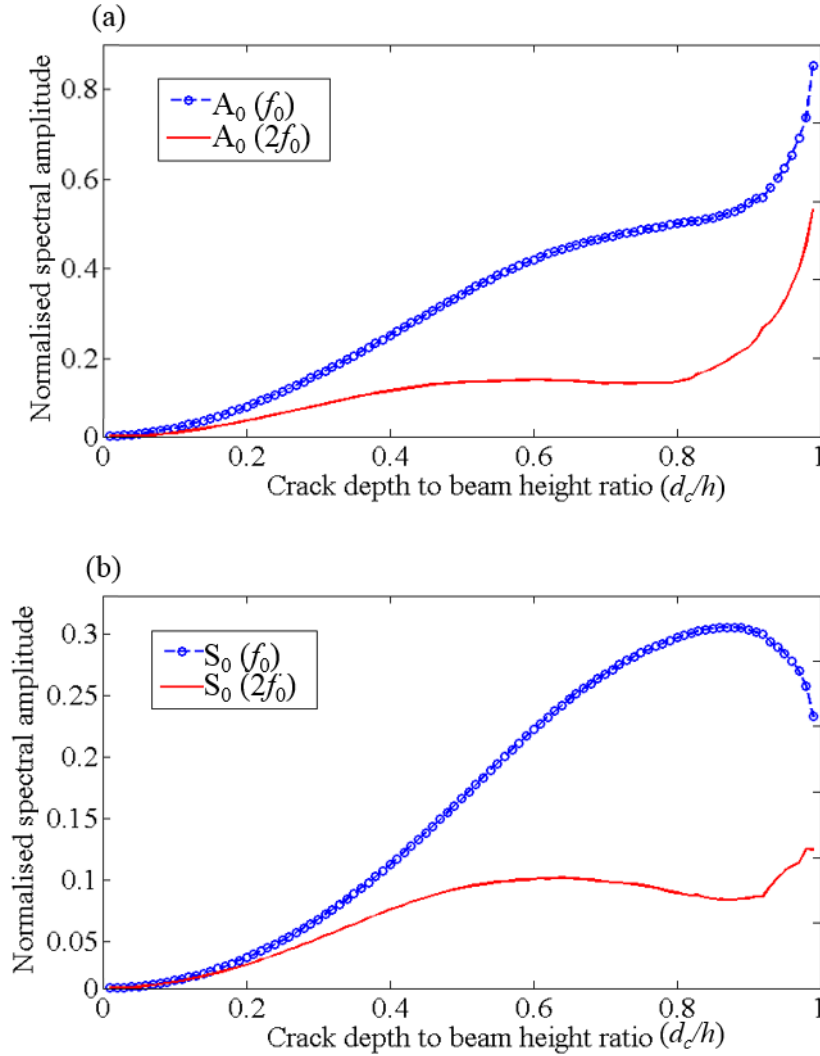 (a)
Normalised spectral amplitude
0.8
0.6
0.4
0.2
0
A₀ (f₀)
A₀ (2f₀)
0 0.2 0.4 0.6 0.8 1
Crack depth to beam height ratio (d_c/h)
(b)
Normalised spectral amplitude
0.3
0.25
0.2
0.15
0.1
0.05
0
S₀ (f₀)
S₀ (2f₀)
0 0.2 0.4 0.6 0.8 1
Crack depth to beam height ratio (d_c/h)